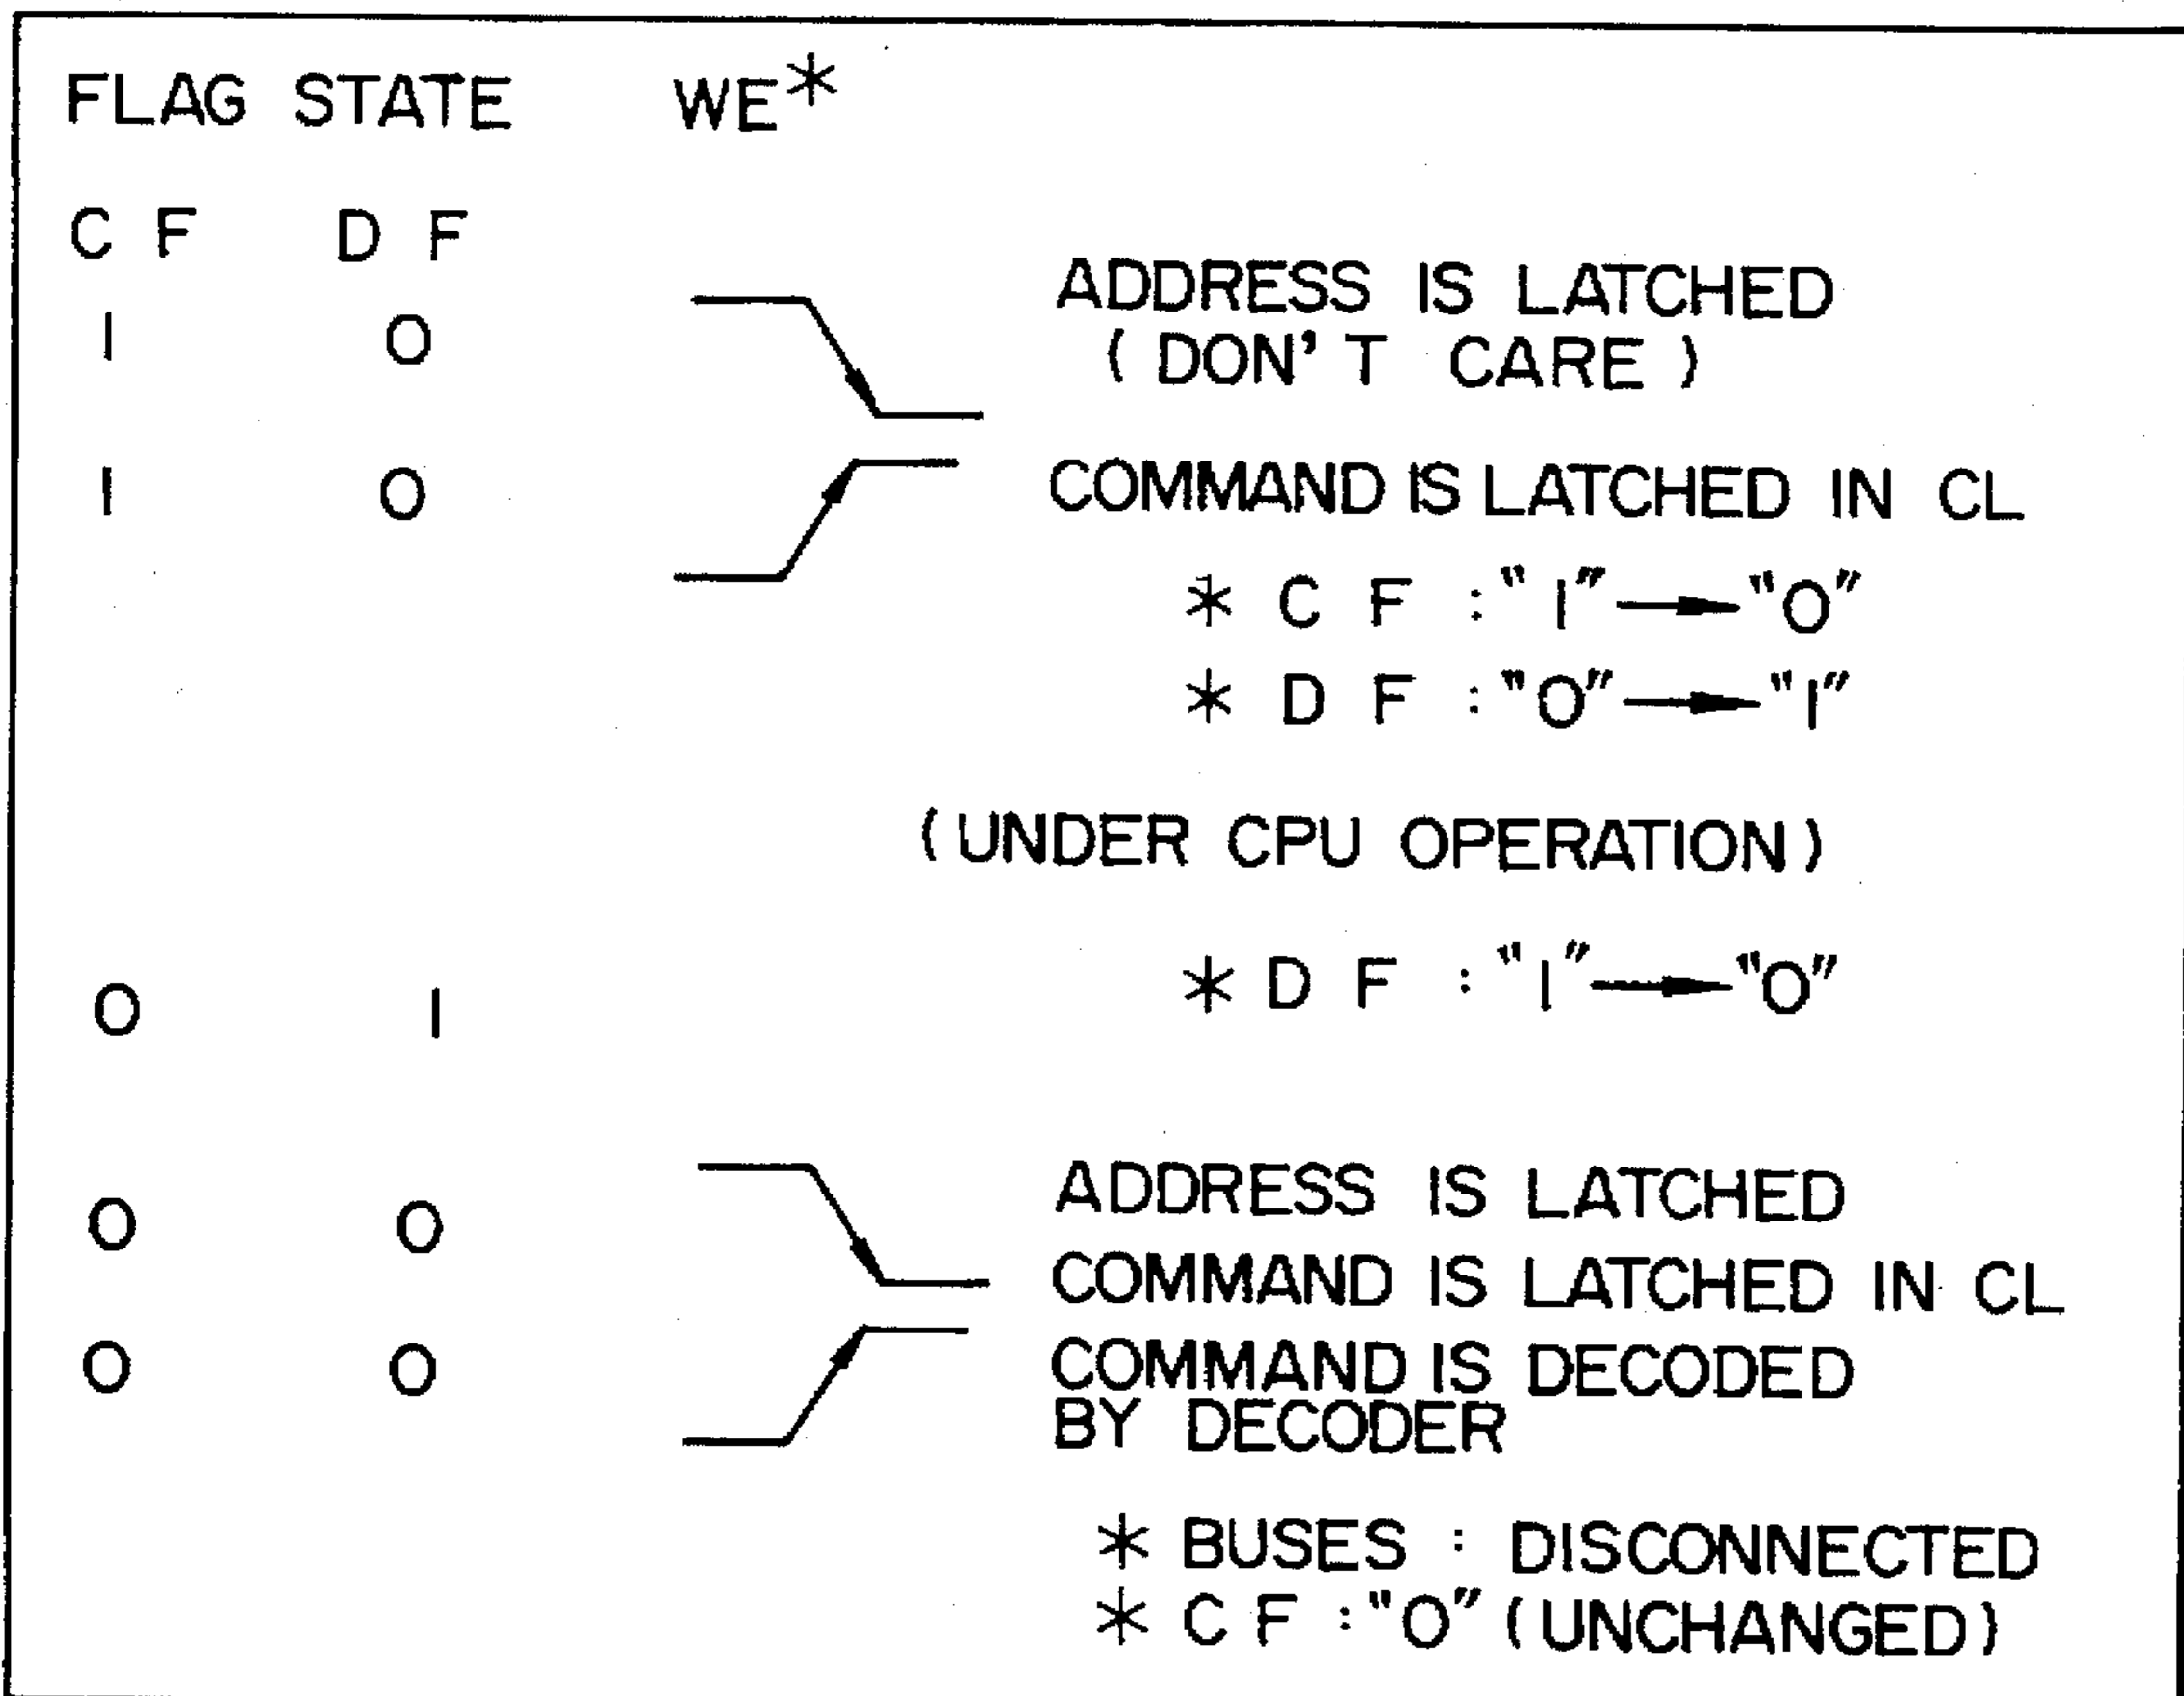 FLAG STATE WE*
C F D F
ADDRESS IS LATCHED
1 0 (DON'T CARE)
1 0 COMMAND IS LATCHED IN CL
* C F : "1" → "0"
* D F : "0" → "1"
(UNDER CPU OPERATION)
0 1 * D F : "1" → "0"
ADDRESS IS LATCHED
0 0 COMMAND IS LATCHED IN CL
0 0 COMMAND IS DECODED
BY DECODER
* BUSES : DISCONNECTED
* C F : "0" (UNCHANGED)